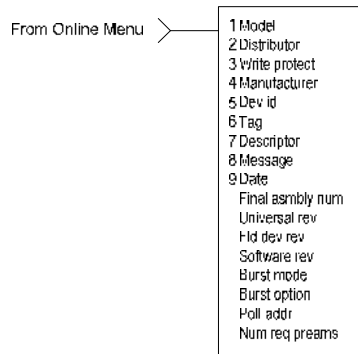 From Online Menu
1 Model
2 Distributor
3 Write protect
4 Manufacturer
5 Dev id
6 Tag
7 Descriptor
8 Message
9 Date
Final asmbly num
Universal rev
Fld dev rev
Software rev
Burst mode
Burst option
Poll addr
Num req preams